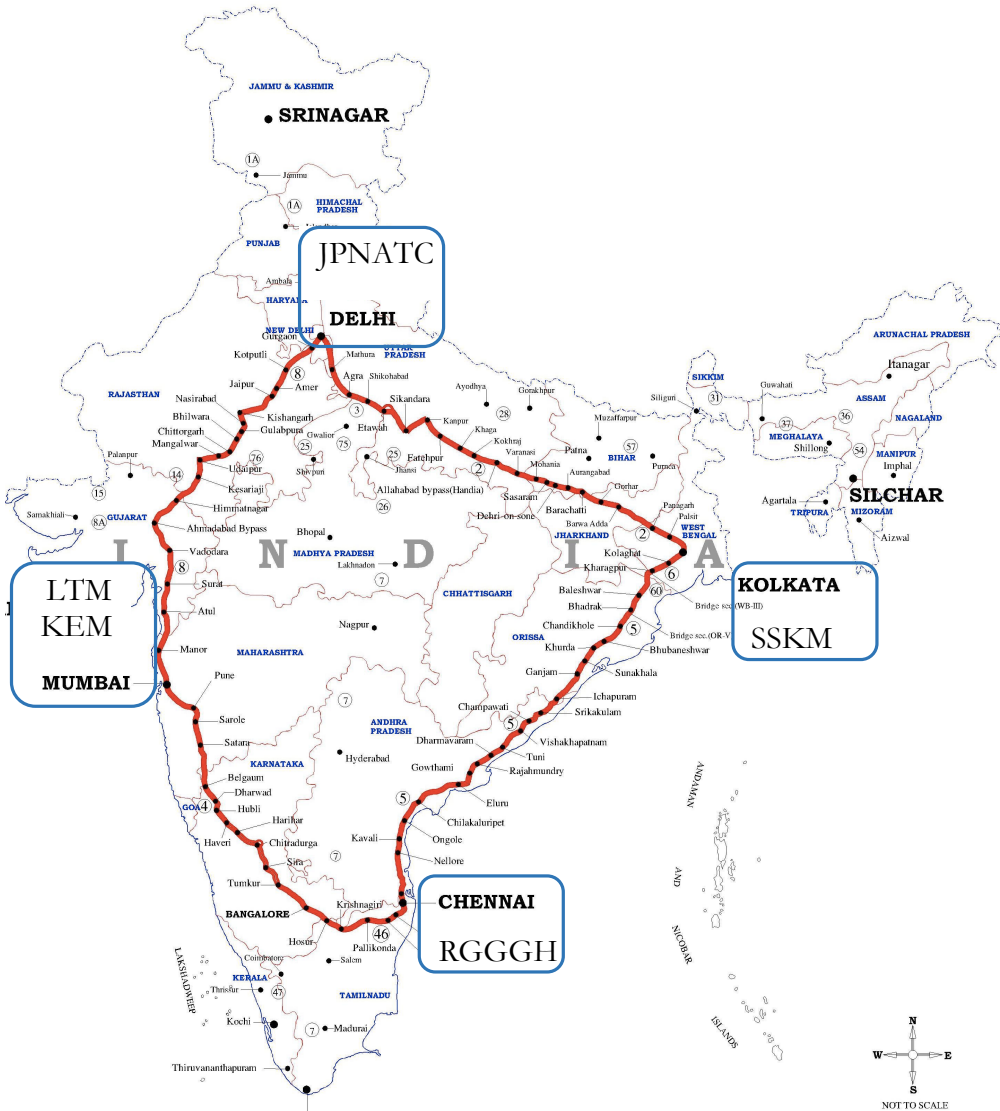 JAMMU & KASHMIR
SRINAGAR
1A
Jammu
1A
HIMACHAL
PRADESH
PUNJAB
JPNATC
Ambala
HARYANA
DELHI
NEW DELHI
Gurgaon
UTTAR
PRADESH
Kotputli
Mathura
8
Agra
Shikohabad
RAJASTHAN
Jaipur
Amer
3
Sikandara
Ayodhya
28
Gorakhpur
SIKKIM
31
Siliguri
Guwahati
ARUNACHAL PRADESH
Itanagar
ASSAM
36
NAGALAND
37
MEGHALAYA
Shillong
54
MANIPUR
Imphal
SILCHAR
MIZORAM
Agartala
TRIPURA
Aizwal
Nasirabad
Kishangarh
Bhilwara
Gulabpura
Chittorgarh
Mangalwar
Gwalior
75
Etawah
Kanpur
Khaga
Kokhraj
Muzaffarpur
57
Palanpur
14
Udaipur
76
25
Shivpuri
25
Jhansi
Fatehpur
2
Varanasi
Mohania
Patna
BIHAR
Purnea
Aurangabad
15
Kesariaji
Allahabad bypass(Handia)
Sasaram
Gorhar
Himmatnagar
26
Dehri-on-sone
Barachatti
Panagarh
Palsit
Samakhiali
8A
GUJARAT
Ahmadabad Bypass
Barwa Adda
2
JHARKHAND
WEST
BENGAL
Bhopal
I N D I A
Vadodara
MADHYA PRADESH
Lakhnadon
7
Kolaghat
Kharagpur
6
8
Surat
CHHATTISGARH
Baleshwar
60
KOLKATA
LTM
KEM
Atul
Bhadrak
Bridge sec.(WB-III)
Nagpur
Chandikhole
5
Bridge sec.(OR-V
SSKM
ORISSA
Khurda
Bhubaneshwar
Manor
MAHARASHTRA
Ganjam
Sunakhala
MUMBAI
Pune
7
Champawati
Ichapuram
Srikakulam
Sarole
ANDHRA
PRADESH
5
Satara
Dharmavaram
Vishakhapatnam
Hyderabad
Tuni
KARNATAKA
Gowthami
Rajahmundry
Belgaum
Dharwad
Eluru
GOA
4
Hubli
5
Chilakaluripet
Harihar
Ongole
Haveri
Chitradurga
Kavali
Sira
7
Nellore
Tumkur
BANGALORE
Krishnagiri
CHENNAI
Hosur
46
Pallikonda
RGGGH
Coimbatore
Salem
KERALA
Thrissur
47
TAMILNADU
Kochi
7
Madurai
Thiruvananthapuram
LAKSHADWEEP
ANDAMAN
AND
NICOBAR
ISLANDS
N
W
E
S
NOT TO SCALE